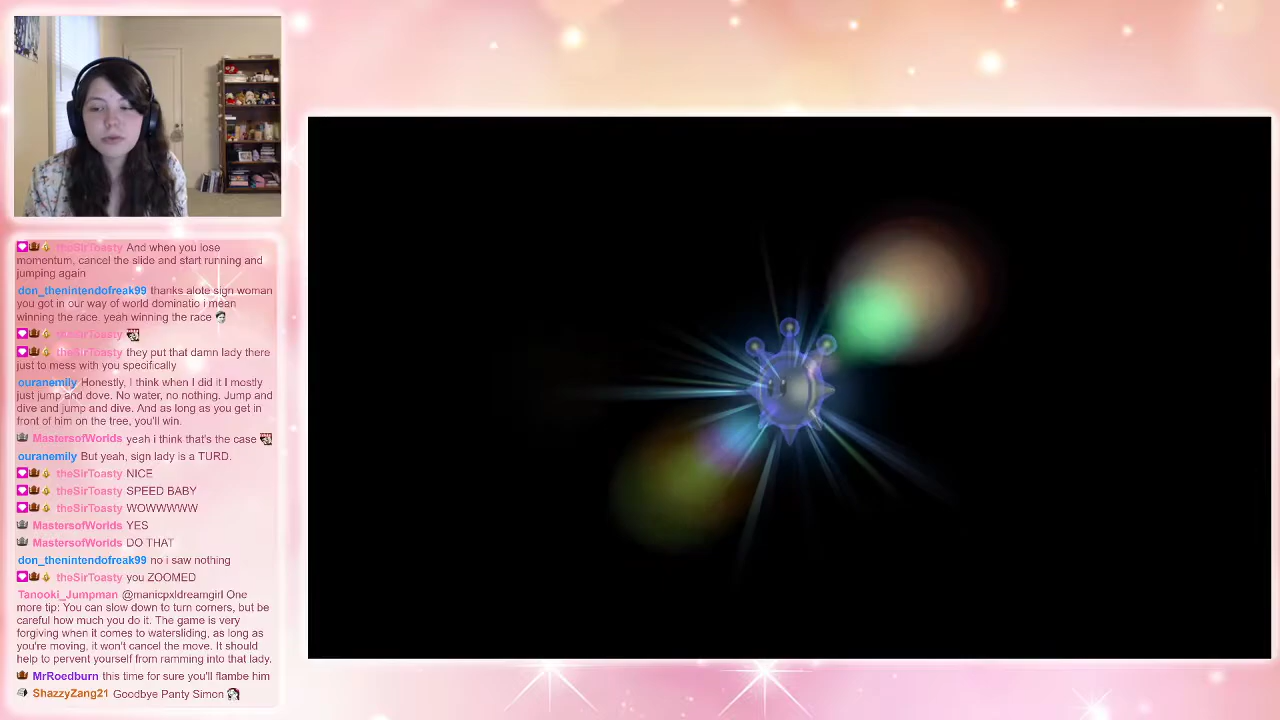 theSirToasty And when you lose
momentum, cancel the slide and start running and
jumping again
don_thenintendofreak99 thanks alote sign woman
you got in our way of world dominatio i mean
winning the race. yeah winning the race
theSirToasty
theSirToasty they put that damn lady there
just to mess with you specifically
ouranemily Honestly, I think when I did it I mostly
just jump and dove. No water, no nothing. Jump and
dive and jump and dive. And as long as you get in
front of him on the tree, you'll win.
MastersofWorlds yeah i think that's the case
ouranemily But yeah, sign lady is a TURD.
theSirToasty NICE
theSirToasty SPEED BABY
theSirToasty WOWWWWW
MastersofWorlds YES
MastersofWorlds DO THAT
don_thenintendofreak99 no i saw nothing
theSirToasty you ZOOMED
Tanooki_Jumpman @manicpxldreamgirl One
more tip: You can slow down to turn corners, but be
careful how much you do it. The game is very
forgiving when it comes to watersliding, as long as
you're moving, it won't cancel the move. It should
help to pervent yourself from ramming into that lady.
MrRoedburn this time for sure you'll flambe him
ShazzyZang21 Goodbye Panty Simon